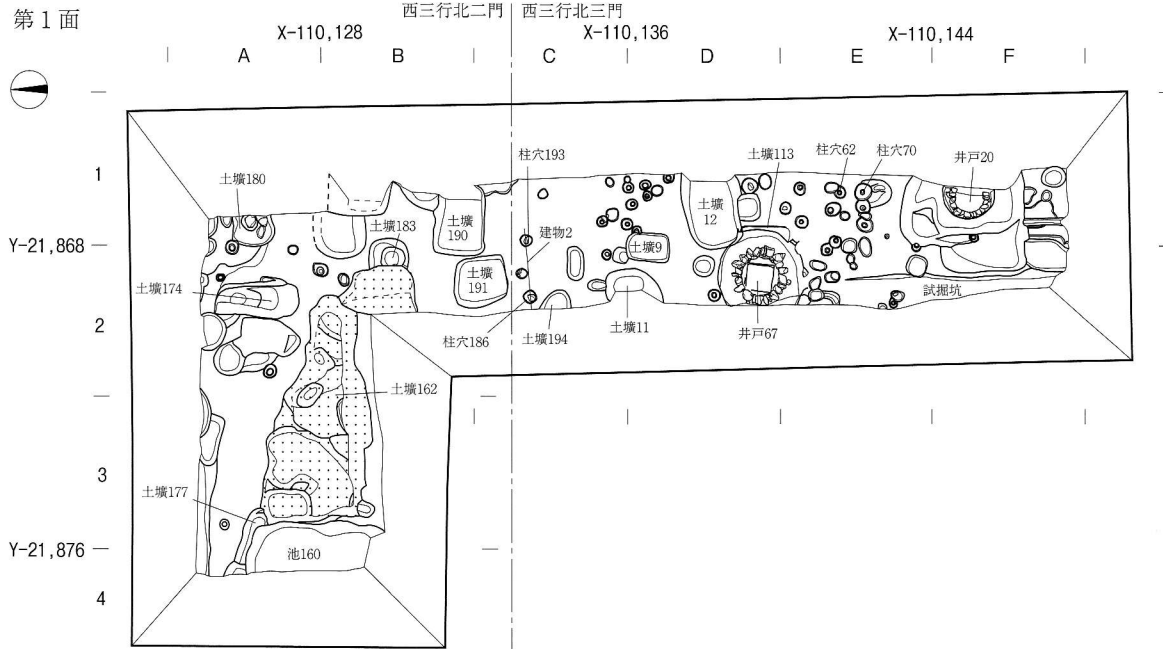 第1面
西三行北二門
西三行北三門
X-110,128
X-110,136
X-110,144
A
B
C
D
E
F
1
2
3
4
Y-21,868
Y-21,876
土壙180
土壙183
土壙
190
土壙
191
柱穴193
建物2
土壙9
土壙
12
土壙113
柱穴62
柱穴70
井戸20
土壙174
柱穴186
土壙194
土壙11
井戸67
試掘坑
土壙162
土壙177
池160